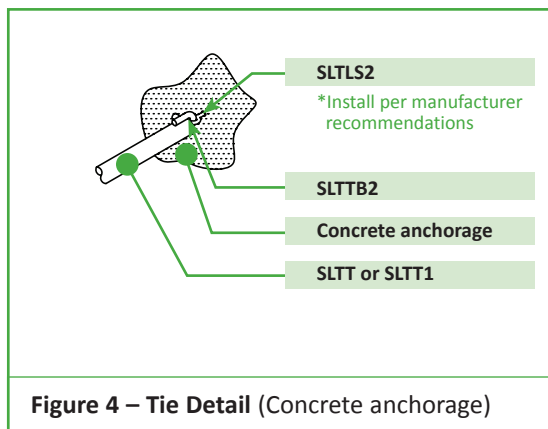 SLTLS2
*Install per manufacturer
recommendations
SLTTB2
Concrete anchorage
SLTT or SLTT1
Figure 4 – Tie Detail (Concrete anchorage)